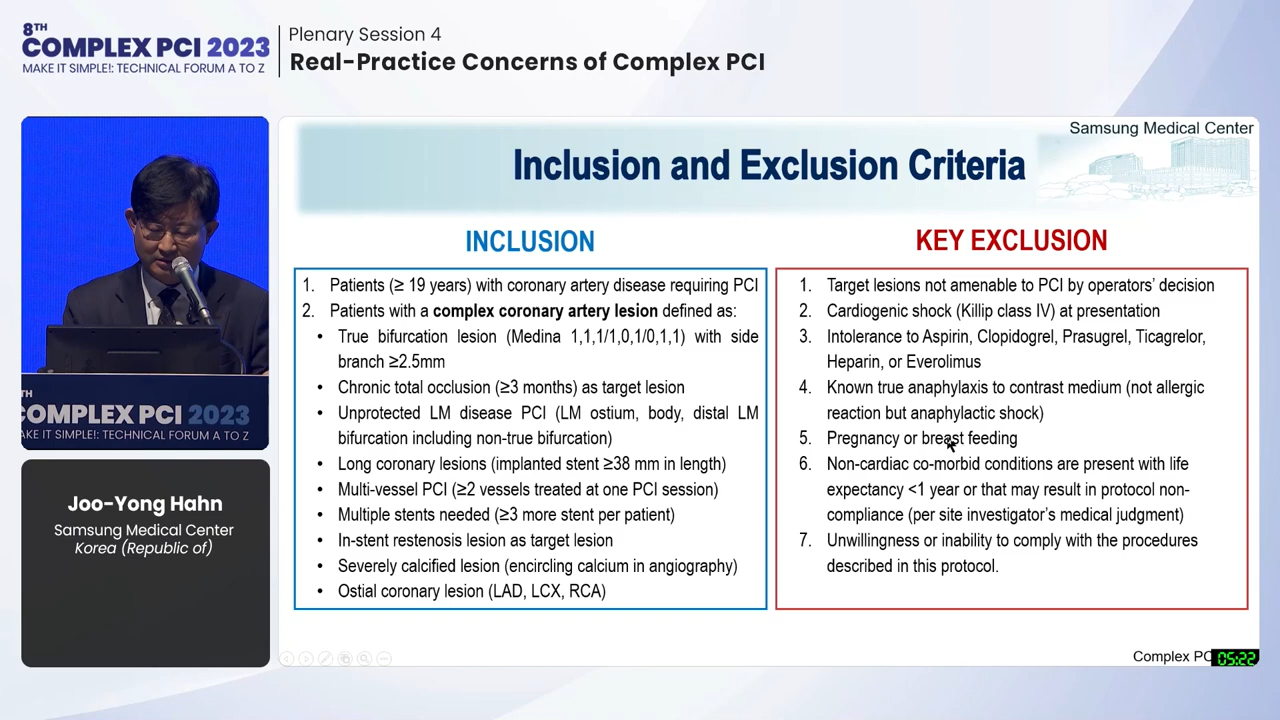 8TH
COMPLEX PCI 2023
MAKE IT SIMPLE!: TECHNICAL FORUM A TO Z
Plenary Session 4
Real-Practice Concerns of Complex PCI
Samsung Medical Center
Inclusion and Exclusion Criteria
INCLUSION
1. Patients (≥ 19 years) with coronary artery disease requiring PCI
2. Patients with a complex coronary artery lesion defined as:
• True bifurcation lesion (Medina 1,1,1/1,0,1/0,1,1) with side
branch ≥2.5mm
• Chronic total occlusion (≥3 months) as target lesion
• Unprotected LM disease PCI (LM ostium, body, distal LM
bifurcation including non-true bifurcation)
• Long coronary lesions (implanted stent ≥38 mm in length)
• Multi-vessel PCI (≥2 vessels treated at one PCI session)
• Multiple stents needed (≥3 more stent per patient)
• In-stent restenosis lesion as target lesion
• Severely calcified lesion (encircling calcium in angiography)
• Ostial coronary lesion (LAD, LCX, RCA)
KEY EXCLUSION
1. Target lesions not amenable to PCI by operators' decision
2. Cardiogenic shock (Killip class IV) at presentation
3. Intolerance to Aspirin, Clopidogrel, Prasugrel, Ticagrelor,
Heparin, or Everolimus
4. Known true anaphylaxis to contrast medium (not allergic
reaction but anaphylactic shock)
5. Pregnancy or breast feeding
6. Non-cardiac co-morbid conditions are present with life
expectancy <1 year or that may result in protocol non-
compliance (per site investigator's medical judgment)
7. Unwillingness or inability to comply with the procedures
described in this protocol.
Complex PC
05:22
TH
COMPLEX PCI 2023
AKE IT SIMPLE!: TECHNICAL FORUM A TO Z
Joo-Yong Hahn
Samsung Medical Center
Korea (Republic of)